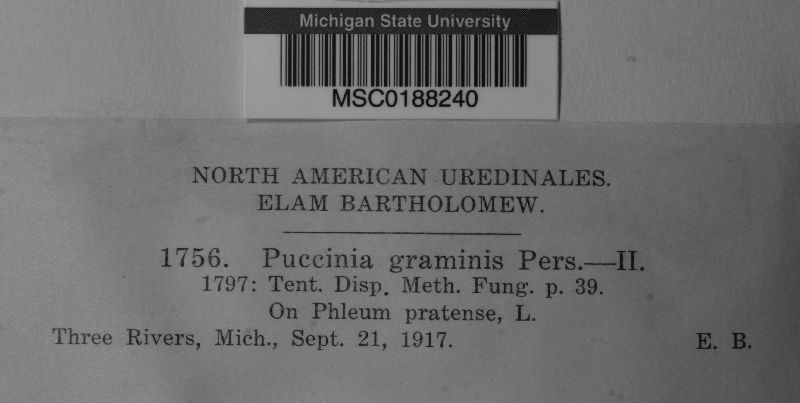 Michigan State University
MSC0188240
NORTH AMERICAN UREDINALES.
ELAM BARTHOLOMEW.
1756. Puccinia graminis Pers.—II.
1797: Tent. Disp. Meth. Fung. p. 39.
On Phleum pratense, L.
Three Rivers, Mich., Sept. 21, 1917. E. B.